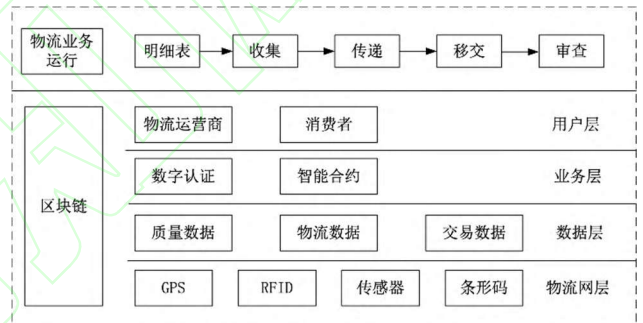 物流业务
运行
明细表 收集 传递 移交 审查
区块链
物流运营商 消费者 用户层
数字认证 智能合约 业务层
质量数据 物流数据 交易数据 数据层
GPS RFID 传感器 条形码 物流网层